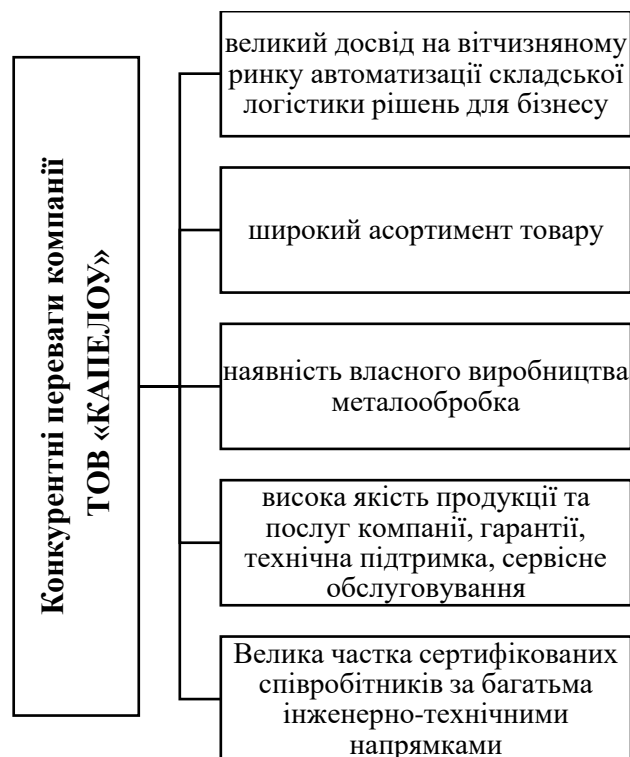 Конкурентні переваги компанії
ТОВ «КАПЕЛОУ»
великий досвід на вітчизняному
ринку автоматизації складської
логістики рішень для бізнесу
широкий асортимент товару
наявність власного виробництва
металообробка
висока якість продукції та
послуг компанії, гарантії,
технічна підтримка, сервісне
обслуговування
Велика частка сертифікованих
співробітників за багатьма
інженерно-технічними
напрямками